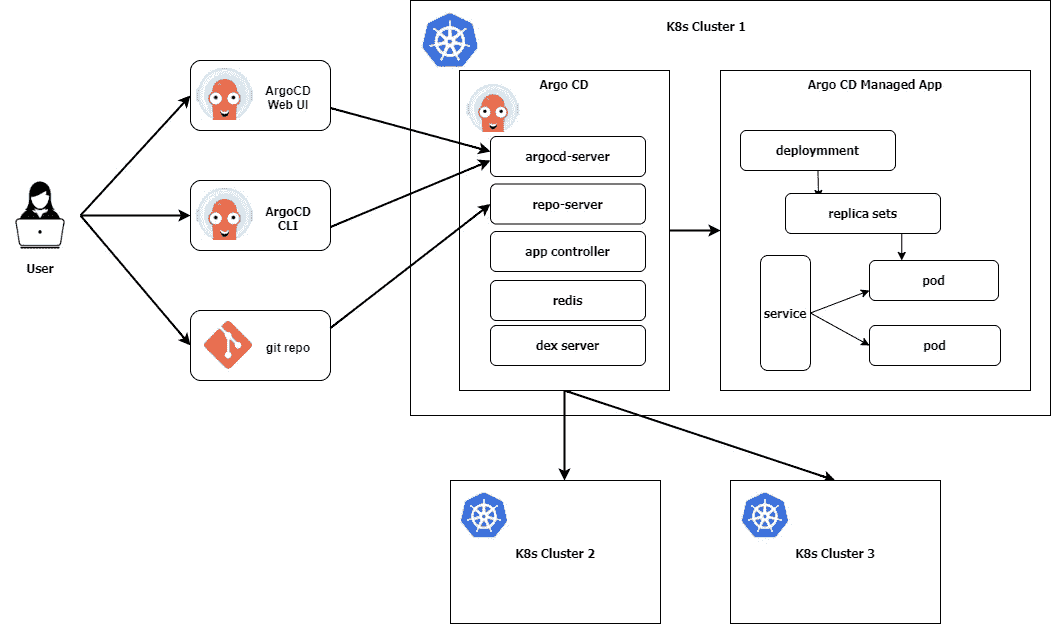 K8s Cluster 1
ArgoCD
Web UI
ArgoCD
CLI
git repo
User
Argo CD
argocd-server
repo-server
app controller
redis
dex server
Argo CD Managed App
deploymment
replica sets
service
pod
pod
K8s Cluster 2
K8s Cluster 3